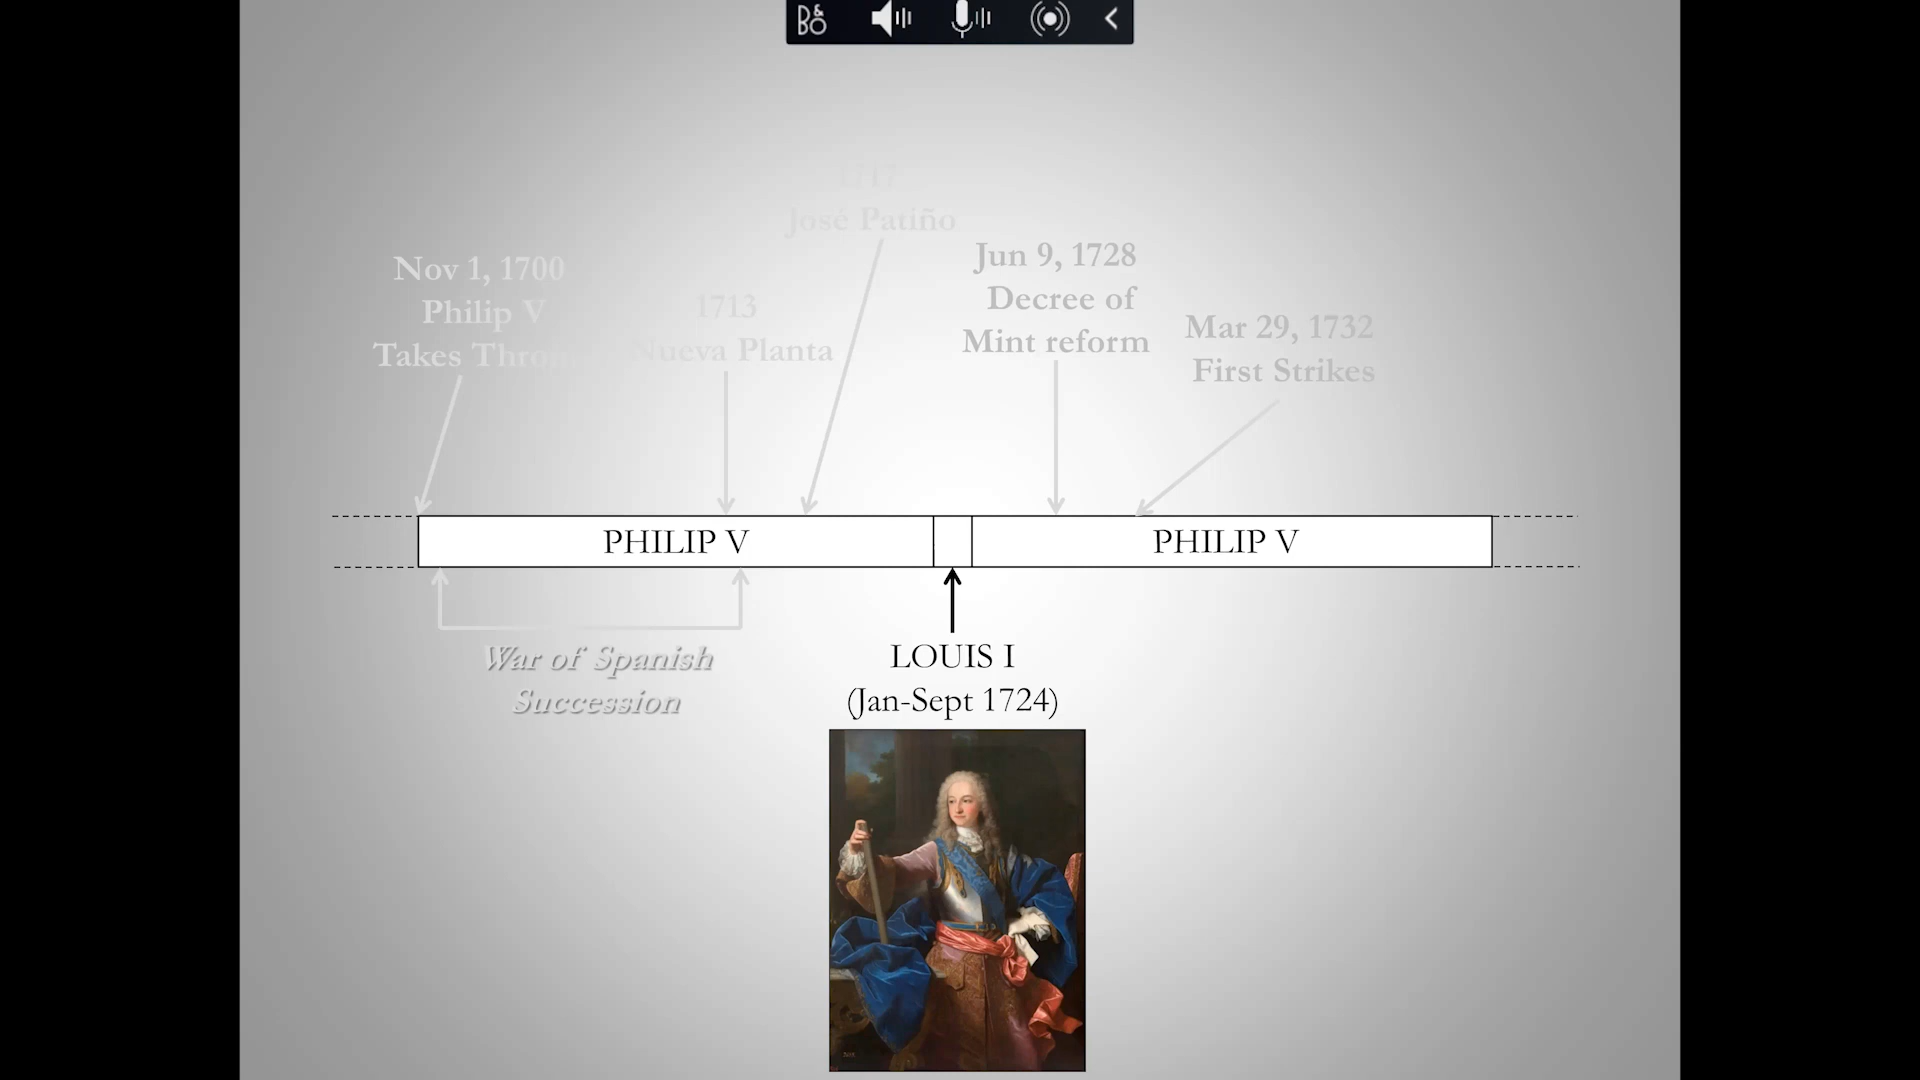 B&O
1717
José Patiño
Jun 9, 1728
Decree of
Mint reform
Nov 1, 1700
Philip V
Takes Throne
1713
Nueva Planta
Mar 29, 1732
First Strikes
PHILIP V
PHILIP V
War of Spanish
Succession
LOUIS I
(Jan-Sept 1724)